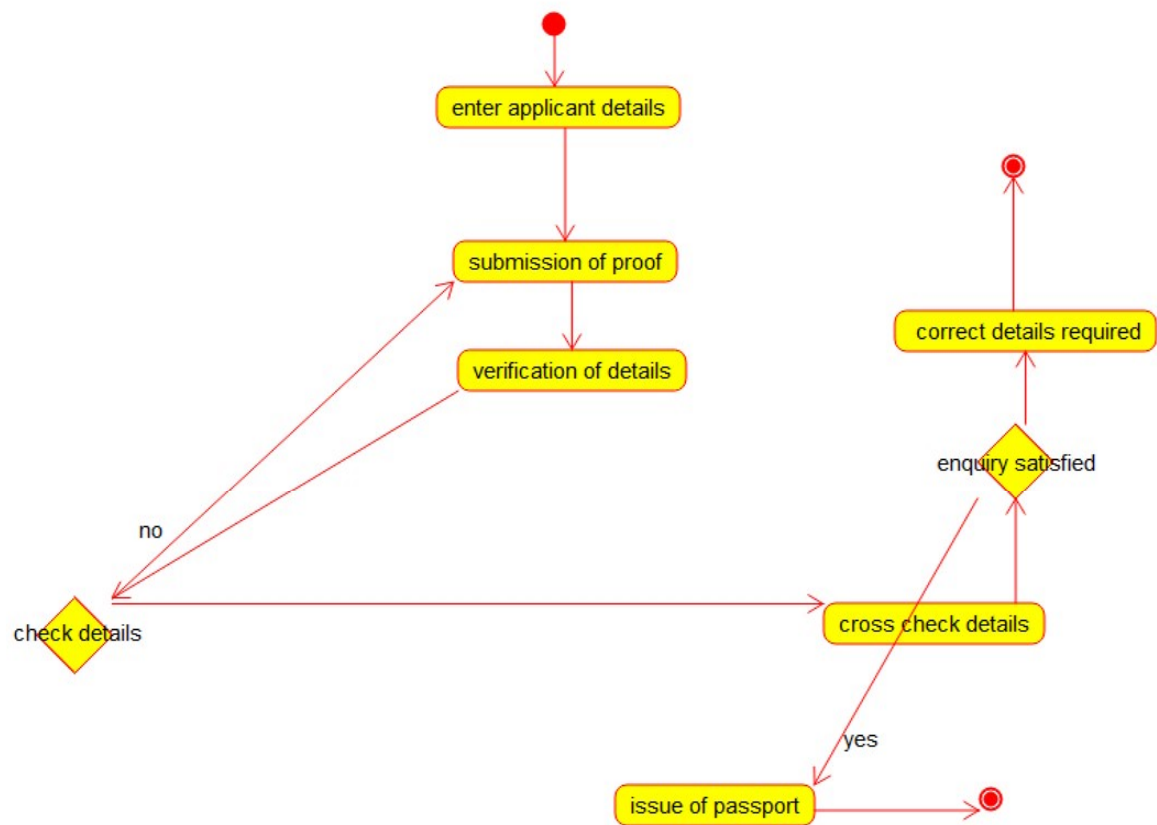 enter applicant details
submission of proof
correct details required
verification of details
enquiry satisfied
no
check details
cross check details
yes
issue of passport